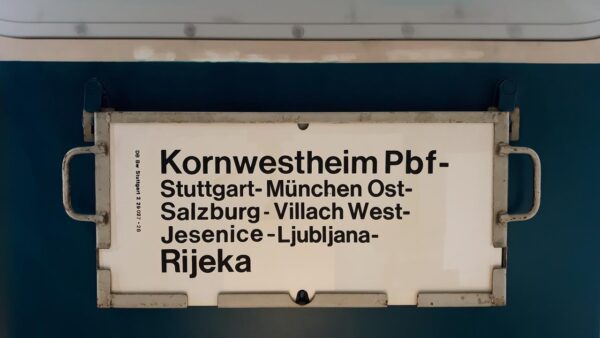 Kornwestheim Pbf-
Stuttgart- München Ost-
Salzburg - Villach West-
Jesenice - Ljubljana-
Rijeka